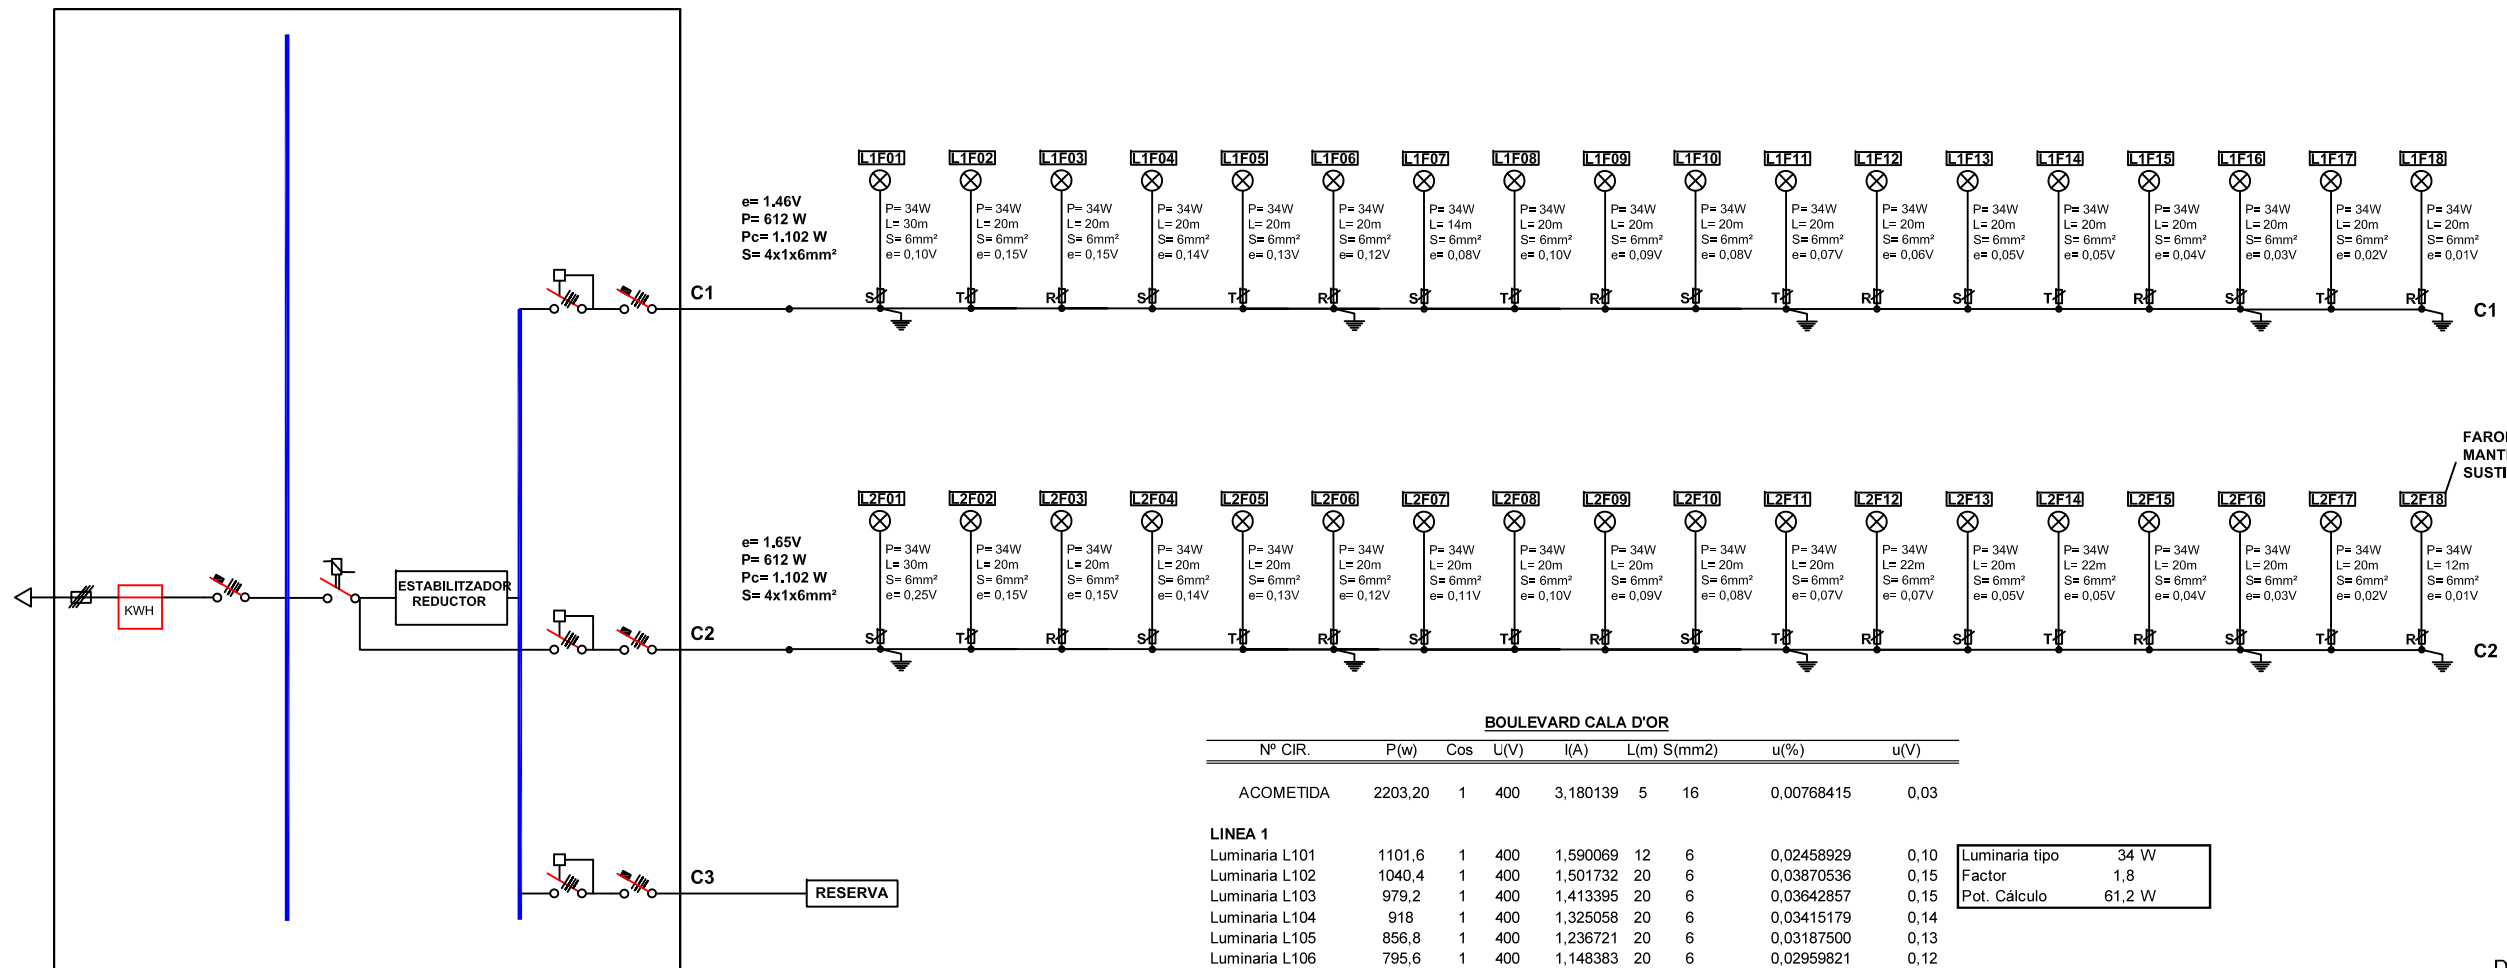 L1F01 L1F02 L1F03 L1F04 L1F05 L1F06 L1F07 L1F08 L1F09 L1F10 L1F11 L1F12 L1F13 L1F14 L1F15 L1F16 L1F17 L1F18
e= 1.46V
P= 612 W
Pc= 1.102 W
S= 4x1x6mm²
P= 34W P= 34W P= 34W P= 34W P= 34W P= 34W P= 34W P= 34W P= 34W P= 34W P= 34W P= 34W P= 34W P= 34W P= 34W P= 34W P= 34W P= 34W
L= 30m L= 20m L= 20m L= 20m L= 20m L= 20m L= 14m L= 20m L= 20m L= 20m L= 20m L= 20m L= 20m L= 20m L= 20m L= 20m L= 20m L= 20m
S= 6mm² S= 6mm² S= 6mm² S= 6mm² S= 6mm² S= 6mm² S= 6mm² S= 6mm² S= 6mm² S= 6mm² S= 6mm² S= 6mm² S= 6mm² S= 6mm² S= 6mm² S= 6mm² S= 6mm² S= 6mm²
e= 0,10V e= 0,15V e= 0,15V e= 0,14V e= 0,13V e= 0,12V e= 0,08V e= 0,10V e= 0,09V e= 0,08V e= 0,07V e= 0,06V e= 0,05V e= 0,05V e= 0,04V e= 0,03V e= 0,02V e= 0,01V
C1 S T R S T R S T R S T R S T R S T R C1
FARO
MANT
SUSTI
L2F01 L2F02 L2F03 L2F04 L2F05 L2F06 L2F07 L2F08 L2F09 L2F10 L2F11 L2F12 L2F13 L2F14 L2F15 L2F16 L2F17 L2F18
e= 1,65V
P= 612 W
Pc= 1.102 W
S= 4x1x6mm²
P= 34W P= 34W P= 34W P= 34W P= 34W P= 34W P= 34W P= 34W P= 34W P= 34W P= 34W P= 34W P= 34W P= 34W P= 34W P= 34W P= 34W P= 34W
L= 30m L= 20m L= 20m L= 20m L= 20m L= 20m L= 20m L= 20m L= 20m L= 20m L= 20m L= 22m L= 20m L= 22m L= 20m L= 20m L= 20m L= 12m
S= 6mm² S= 6mm² S= 6mm² S= 6mm² S= 6mm² S= 6mm² S= 6mm² S= 6mm² S= 6mm² S= 6mm² S= 6mm² S= 6mm² S= 6mm² S= 6mm² S= 6mm² S= 6mm² S= 6mm² S= 6mm²
e= 0,25V e= 0,15V e= 0,15V e= 0,14V e= 0,13V e= 0,12V e= 0,11V e= 0,10V e= 0,09V e= 0,08V e= 0,07V e= 0,07V e= 0,05V e= 0,05V e= 0,04V e= 0,03V e= 0,02V e= 0,01V
KWH
ESTABILITZADOR
REDUCTOR
C2 S T R S T R S T R S T R S T R S T R C2
C3
RESERVA
BOULEVARD CALA D'OR
Nº CIR. P(w) Cos U(V) I(A) L(m) S(mm2) u(%) u(V)
ACOMETIDA 2203,20 1 400 3,180139 5 16 0,00768415 0,03
LINEA 1
Luminaria L101 1101,6 1 400 1,590069 12 6 0,02458929 0,10
Luminaria L102 1040,4 1 400 1,501732 20 6 0,03870536 0,15
Luminaria L103 979,2 1 400 1,413395 20 6 0,03642857 0,15
Luminaria L104 918 1 400 1,325058 20 6 0,03415179 0,14
Luminaria L105 856,8 1 400 1,236721 20 6 0,03187500 0,13
Luminaria L106 795,6 1 400 1,148383 20 6 0,02959821 0,12
Luminaria tipo 34 W
Factor 1,8
Pot. Cálculo 61,2 W